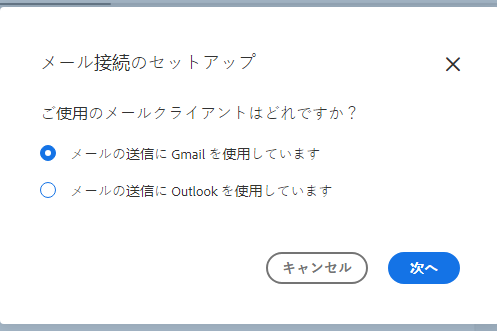 メール接続のセットアップ
ご使用のメールクライアントはどれですか？
メールの送信に Gmail を使用しています
メールの送信に Outlook を使用しています
キャンセル
次へ